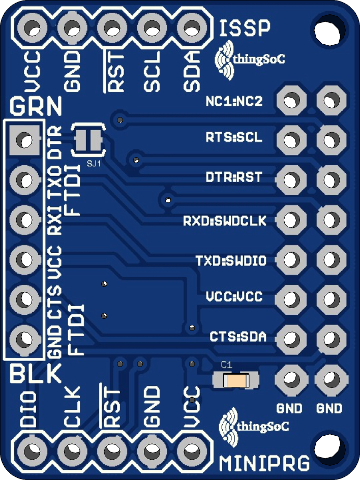 ISSP
VCC GND RST SCL SDA
thingSoC
GRN
NC1:NC2
DTR
SJ1
RTS:SCL
TXO
FTDI
DTR:RST
RXI
RXD:SWDCLK
VCC
TXD:SWDIO
CTS
FTDI
VCC:VCC
GND
CTS:SDA
BLK
C1
GND GND
DIO CLK RST GND VCC
thingSoC
MINIPRG